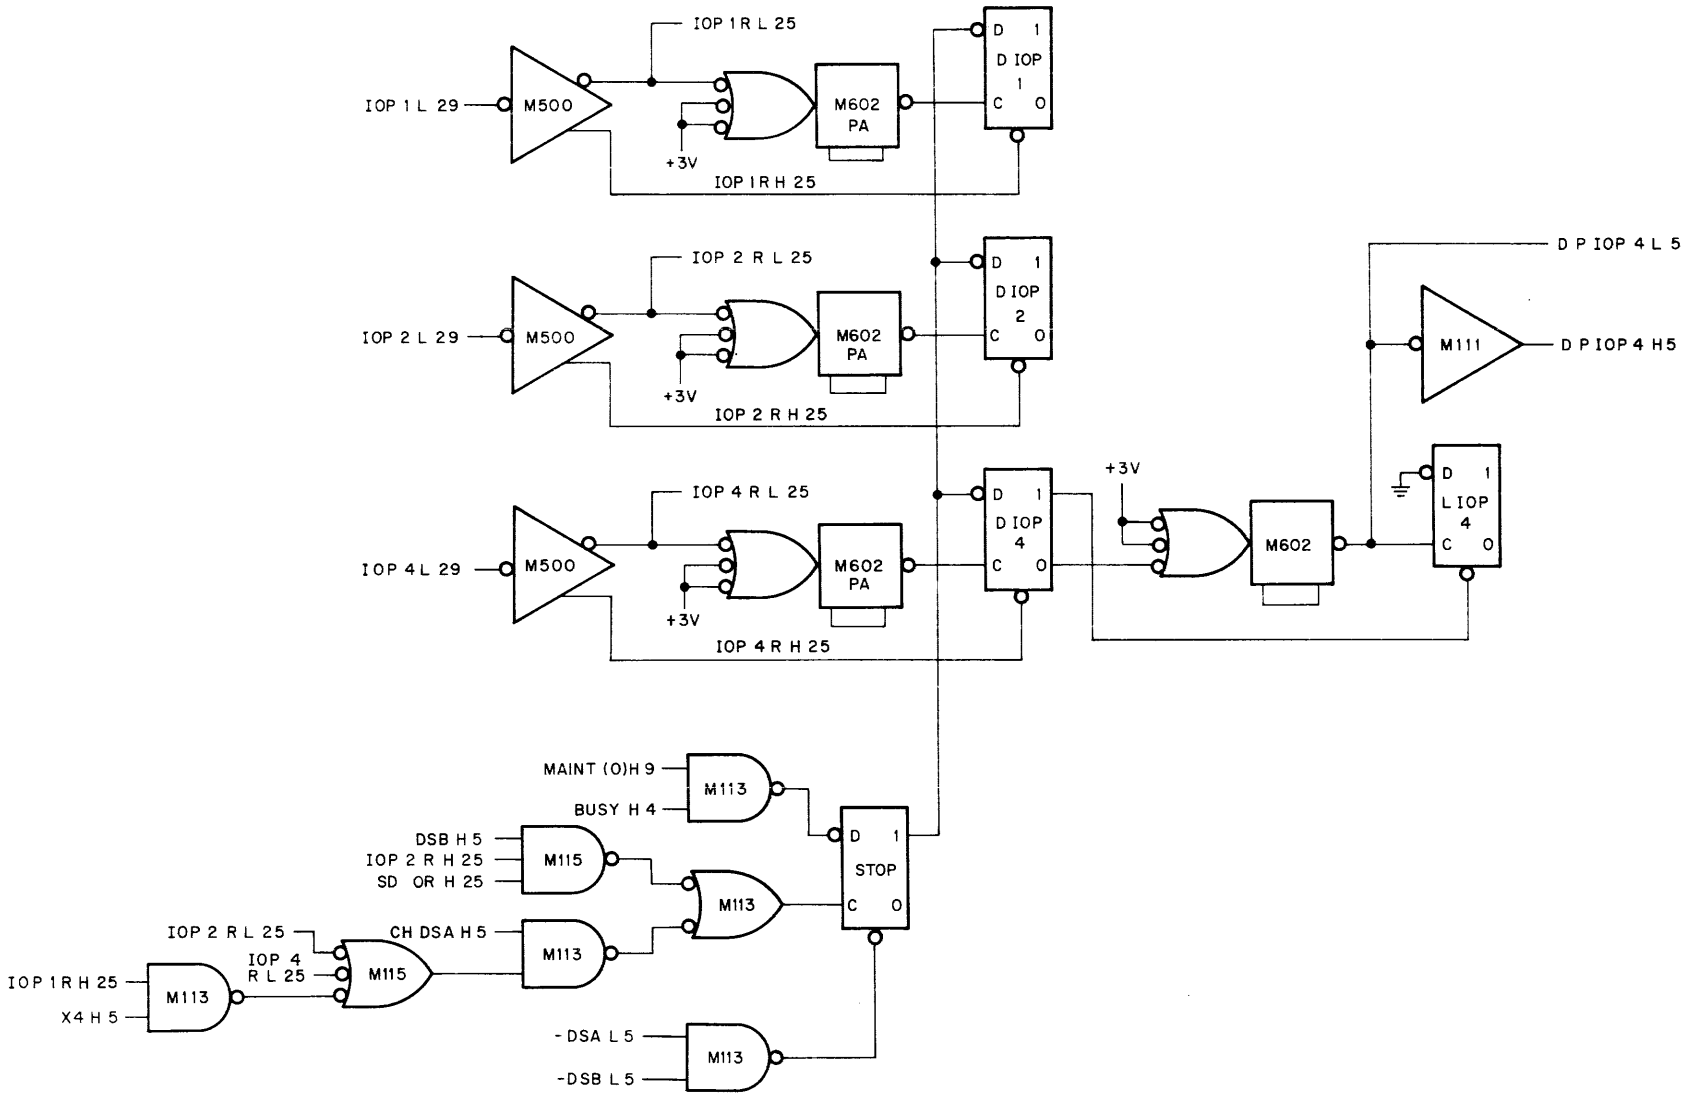 IOP 1 R L 25
D 1
D IOP
1
C 0
IOP 1 L 29
M500
M602
PA
+3V
IOP 1 R H 25
D P IOP 4 L 5
IOP 2 R L 25
D 1
D IOP
2
C 0
IOP 2 L 29
M500
M602
PA
+3V
IOP 2 R H 25
M111
D P IOP 4 H 5
IOP 4 R L 25
D 1
D IOP
4
C 0
IOP 4 L 29
M500
M602
PA
+3V
IOP 4 R H 25
+3V
M602
D 1
L IOP
4
C 0
MAINT (0) H 9
BUSY H 4
M113
DSB H 5
IOP 2 R H 25
SD OR H 25
M115
D 1
STOP
C 0
M113
CH DSA H 5
M113
IOP 2 R L 25
IOP 4
R L 25
M115
IOP 1 R H 25
X4 H 5
M113
-DSA L 5
-DSB L 5
M113